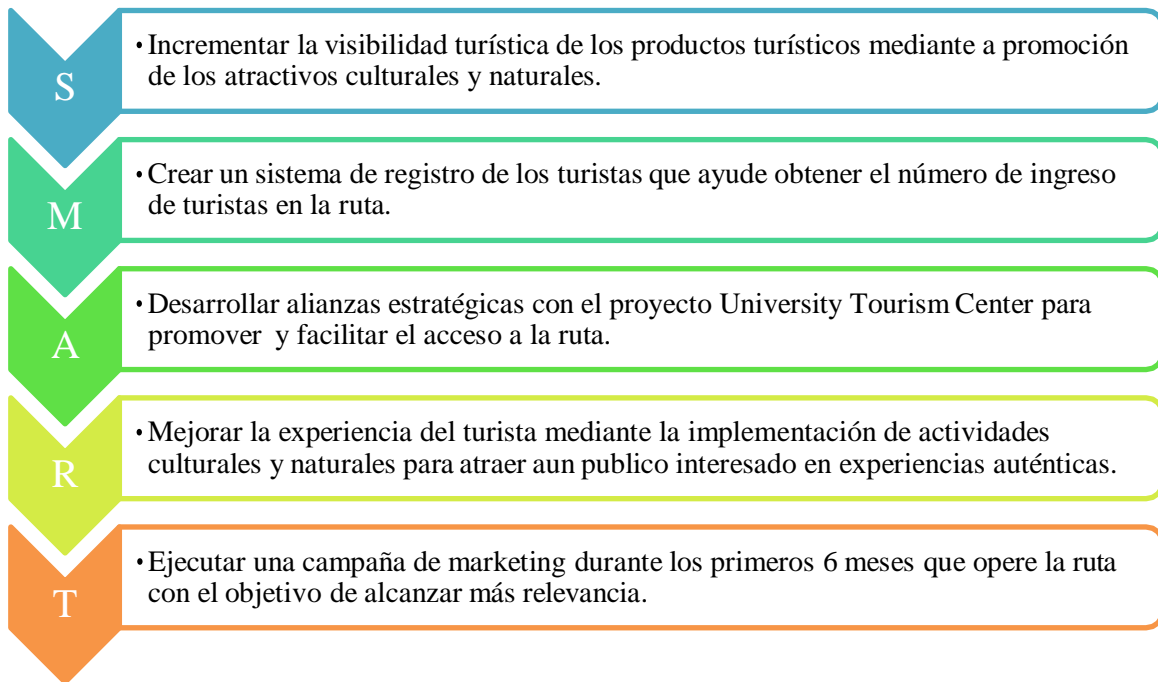 S
• Incrementar la visibilidad turística de los productos turísticos mediante a promoción
de los atractivos culturales y naturales.
M
• Crear un sistema de registro de los turistas que ayude obtener el número de ingreso
de turistas en la ruta.
A
• Desarrollar alianzas estratégicas con el proyecto University Tourism Center para
promover y facilitar el acceso a la ruta.
R
• Mejorar la experiencia del turista mediante la implementación de actividades
culturales y naturales para atraer aun publico interesado en experiencias auténticas.
T
• Ejecutar una campaña de marketing durante los primeros 6 meses que opere la ruta
con el objetivo de alcanzar más relevancia.